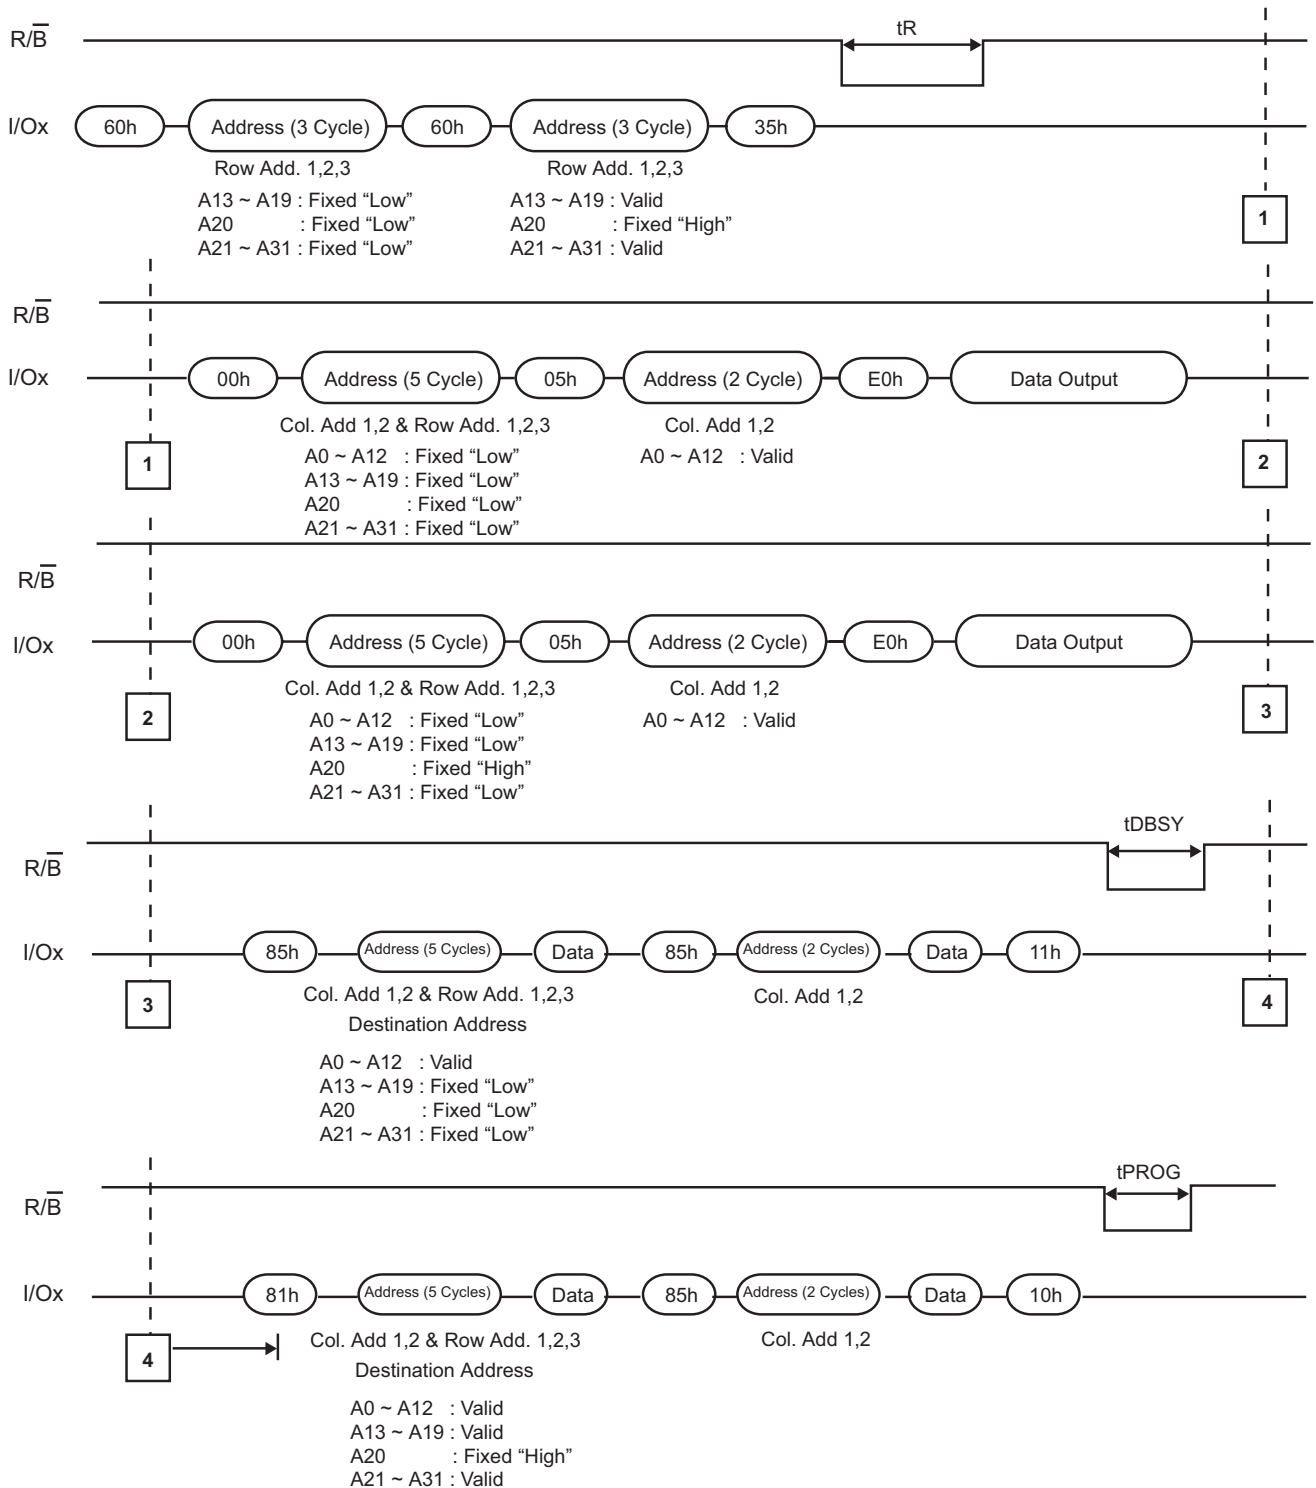 R/B tR
I/Ox 60h Address (3 Cycle) 60h Address (3 Cycle) 35h
Row Add. 1,2,3 Row Add. 1,2,3
A13 ~ A19 : Fixed “Low” A13 ~ A19 : Valid
A20 : Fixed “Low” A20 : Fixed “High”
A21 ~ A31 : Fixed “Low” A21 ~ A31 : Valid
1
R/B
I/Ox 00h Address (5 Cycle) 05h Address (2 Cycle) E0h Data Output
Col. Add 1,2 & Row Add. 1,2,3 Col. Add 1,2
A0 ~ A12 : Fixed “Low” A0 ~ A12 : Valid
A13 ~ A19 : Fixed “Low”
A20 : Fixed “Low”
A21 ~ A31 : Fixed “Low”
1 2
R/B
I/Ox 00h Address (5 Cycle) 05h Address (2 Cycle) E0h Data Output
Col. Add 1,2 & Row Add. 1,2,3 Col. Add 1,2
A0 ~ A12 : Fixed “Low” A0 ~ A12 : Valid
A13 ~ A19 : Fixed “Low”
A20 : Fixed “High”
A21 ~ A31 : Fixed “Low”
2 3
tDBSY
R/B
I/Ox 85h Address (5 Cycles) Data 85h Address (2 Cycles) Data 11h
Col. Add 1,2 & Row Add. 1,2,3 Col. Add 1,2
Destination Address
A0 ~ A12 : Valid
A13 ~ A19 : Fixed “Low”
A20 : Fixed “Low”
A21 ~ A31 : Fixed “Low”
3 4
tPROG
R/B
I/Ox 81h Address (5 Cycles) Data 85h Address (2 Cycles) Data 10h
Col. Add 1,2 & Row Add. 1,2,3 Col. Add 1,2
Destination Address
4
A0 ~ A12 : Valid
A13 ~ A19 : Valid
A20 : Fixed “High”
A21 ~ A31 : Valid